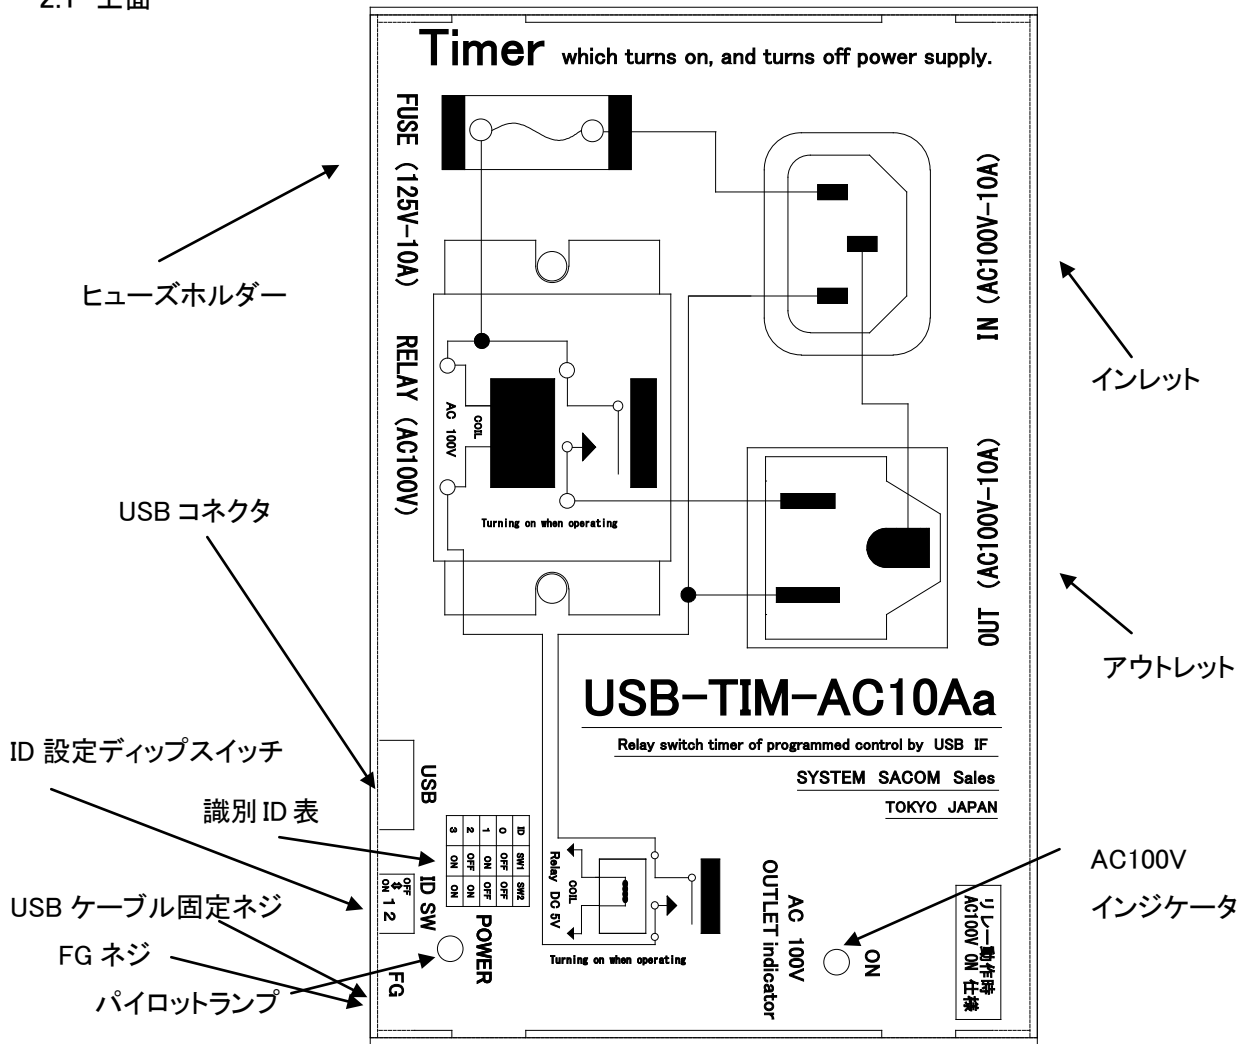 2.1 上面
Timer which turns on, and turns off power supply.
FUSE (125V-10A)
IN (AC100V-10A)
ヒューズホルダー
インレット
RELAY (AC100V)
AC 100V
COIL
Turning on when operating
OUT (AC100V-10A)
USB コネクタ
アウトレット
USB-TIM-AC10Aa
Relay switch timer of programmed control by USB IF
SYSTEM SACOM Sales
TOKYO JAPAN
ID 設定ディップスイッチ
USB
識別 ID 表
ID SW1 SW2
0 OFF OFF
1 ON OFF
2 OFF ON
3 ON ON
Relay DC 5V
COIL
Turning on when operating
AC 100V
OUTLET indicator
ON
AC100V
インジケータ
リレー動作時
AC100V ON 仕様
OFF
⇕
ON
1 2
ID SW
USB ケーブル固定ネジ
POWER
FG ネジ
FG
パイロットランプ